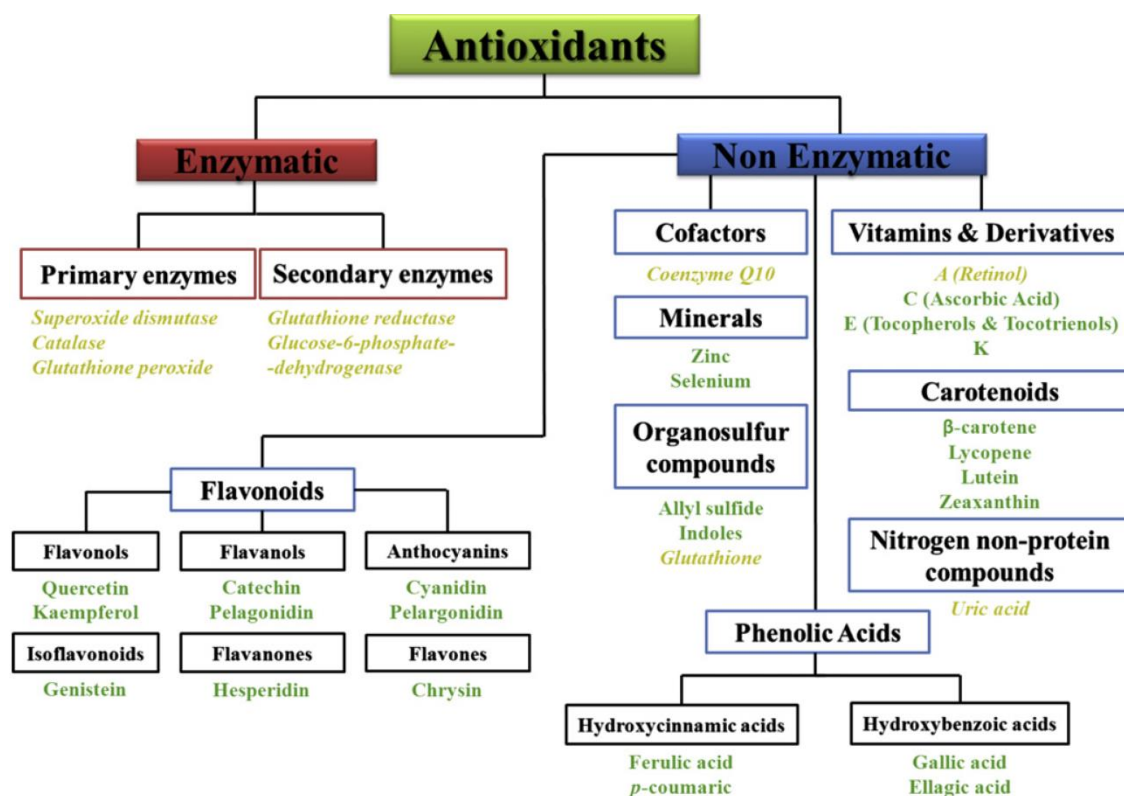 Antioxidants
Enzymatic
Non Enzymatic
Primary enzymes
Superoxide dismutase
Catalase
Glutathione peroxide
Secondary enzymes
Glutathione reductase
Glucose-6-phosphate-
-dehydrogenase
Cofactors
Coenzyme Q10
Minerals
Zinc
Selenium
Organosulfur
compounds
Allyl sulfide
Indoles
Glutathione
Vitamins & Derivatives
A (Retinol)
C (Ascorbic Acid)
E (Tocopherols & Tocotrienols)
K
Carotenoids
β-carotene
Lycopene
Lutein
Zeaxanthin
Nitrogen non-protein
compounds
Uric acid
Flavonoids
Flavonols
Quercetin
Kaempferol
Flavanols
Catechin
Pelagonidin
Anthocyanins
Cyanidin
Pelargonidin
Isoflavonoids
Genistein
Flavanones
Hesperidin
Flavones
Chrysin
Phenolic Acids
Hydroxycinnamic acids
Ferulic acid
p-coumaric
Hydroxybenzoic acids
Gallic acid
Ellagic acid